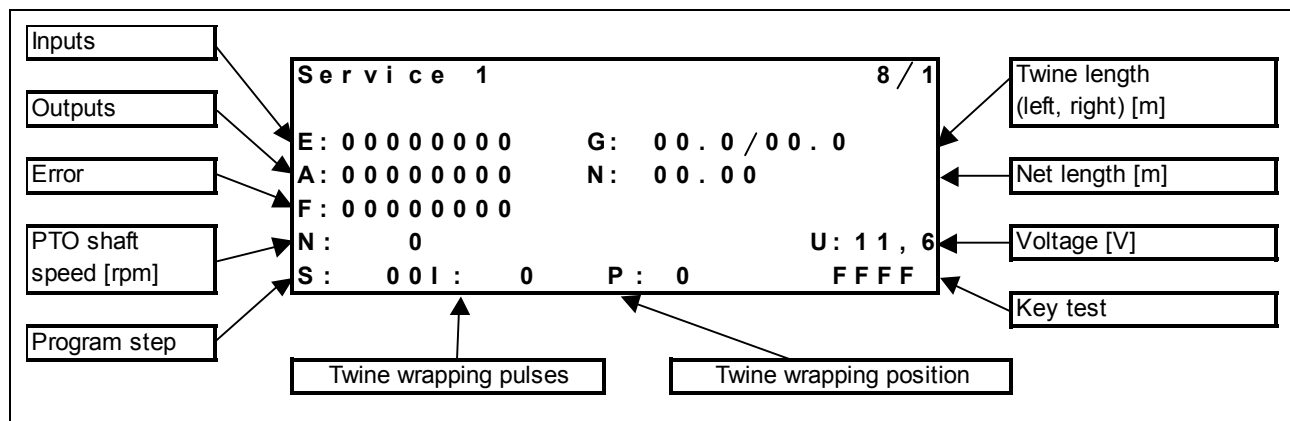 Inputs
Outputs
Error
PTO shaft
speed [rpm]
Program step
Service 1 8/1
E:00000000 G: 00.0/00.0
A:00000000 N: 00.00
F:00000000
N: 0 U:11,6
S: 00I: 0 P: 0 FFFF
Twine length
(left, right) [m]
Net length [m]
Voltage [V]
Key test
Twine wrapping pulses
Twine wrapping position